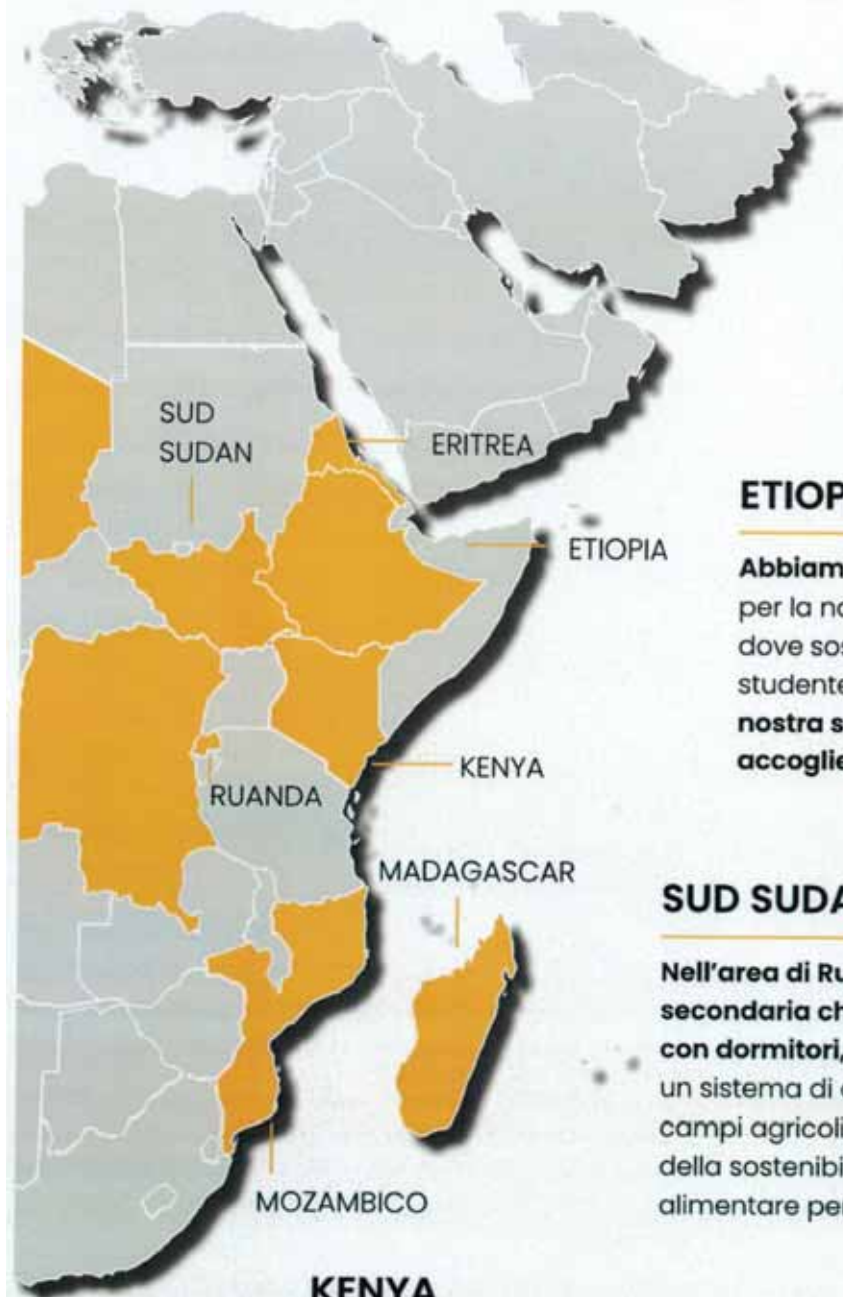 SUD
SUDAN
ERITREA
ETIOPIA
KENYA
RUANDA
MADAGASCAR
MOZAMBICO
ETIOP
Abbiam
per la no
dove sos
studente
nostra s
accoglie
SUD SUDA
Nell'area di Ru
secondaria ch
con dormitori,
un sistema di
campi agricoli
della sostenibi
alimentare per
KENYA